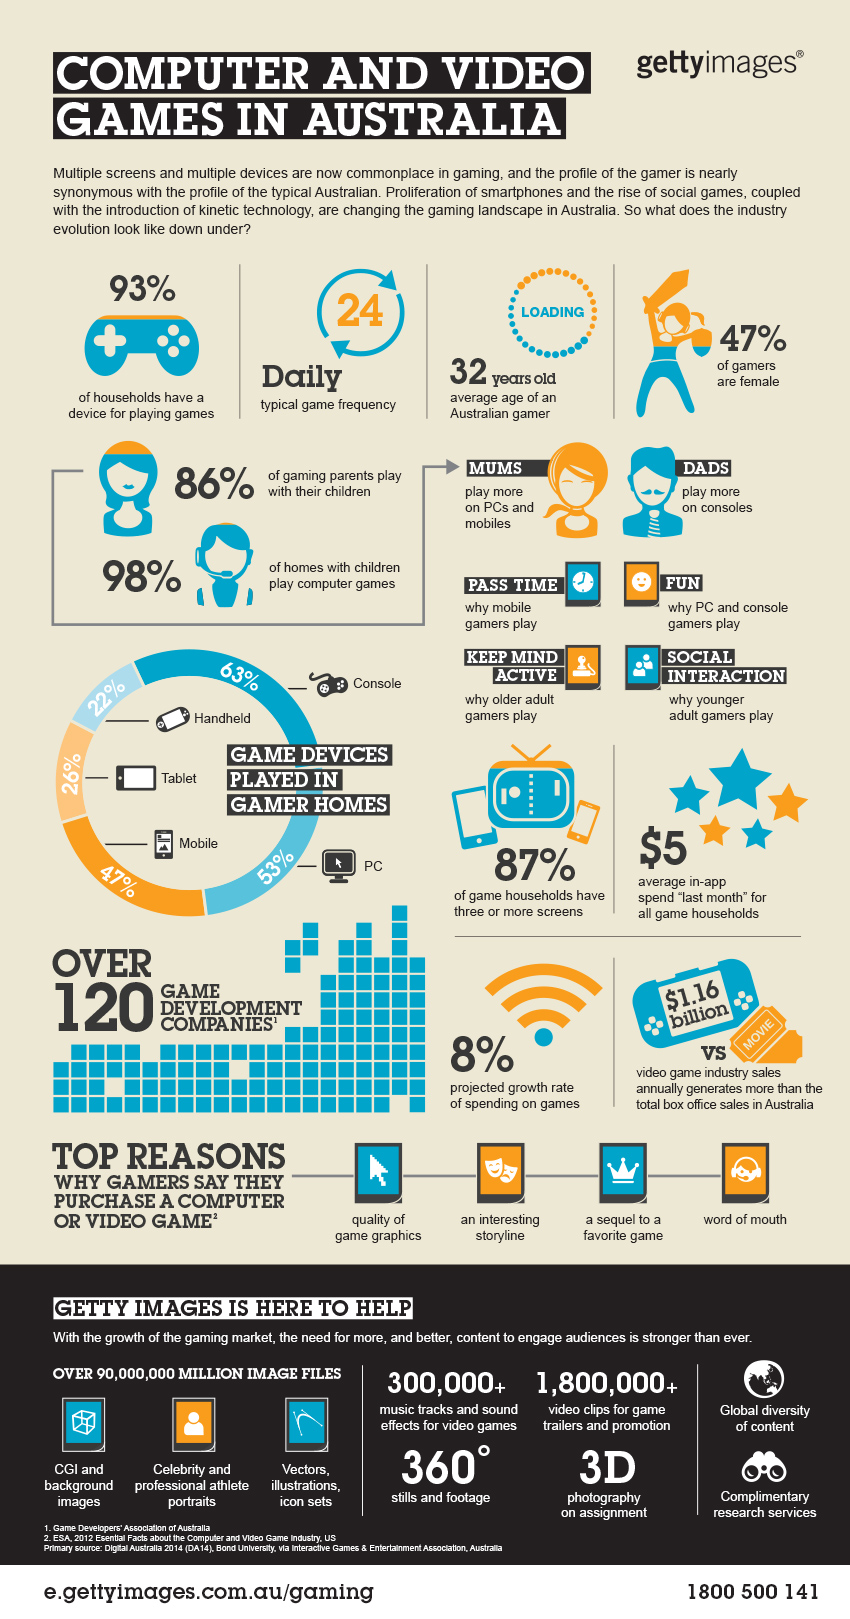 COMPUTER AND VIDEO
GAMES IN AUSTRALIA
gettyimages®
Multiple screens and multiple devices are now commonplace in gaming, and the profile of the gamer is nearly
synonymous with the profile of the typical Australian. Proliferation of smartphones and the rise of social games, coupled
with the introduction of kinetic technology, are changing the gaming landscape in Australia. So what does the industry
evolution look like down under?
93%
of households have a
device for playing games
24
Daily
typical game frequency
LOADING
32 years old
average age of an
Australian gamer
47%
of gamers
are female
86%
of gaming parents play
with their children
98%
of homes with children
play computer games
MUMS
play more
on PCs and
mobiles
DADS
play more
on consoles
PASS TIME
why mobile
gamers play
FUN
why PC and console
gamers play
KEEP MIND
ACTIVE
why older adult
gamers play
SOCIAL
INTERACTION
why younger
adult gamers play
63%
Console
22%
Handheld
GAME DEVICES
PLAYED IN
GAMER HOMES
26%
Tablet
47%
Mobile
53%
PC
87%
of game households have
three or more screens
$5
average in-app
spend “last month” for
all game households
OVER
120
GAME
DEVELOPMENT
COMPANIES¹
8%
projected growth rate
of spending on games
$1.16
billion
VS
MOVIE
video game industry sales
annually generates more than the
total box office sales in Australia
TOP REASONS
WHY GAMERS SAY THEY
PURCHASE A COMPUTER
OR VIDEO GAME²
quality of
game graphics
an interesting
storyline
a sequel to a
favorite game
word of mouth
GETTY IMAGES IS HERE TO HELP
With the growth of the gaming market, the need for more, and better, content to engage audiences is stronger than ever.
OVER 90,000,000 MILLION IMAGE FILES
CGI and
background
images
Celebrity and
professional athlete
portraits
Vectors,
illustrations,
icon sets
300,000+
music tracks and sound
effects for video games
1,800,000+
video clips for game
trailers and promotion
360°
stills and footage
3D
photography
on assignment
Global diversity
of content
Complimentary
research services
1. Game Developers' Association of Australia
2. ESA, 2012 Esential Facts about the Computer and Video Game Industry, US
Primary source: Digital Australia 2014 (DA14), Bond University, via Interactive Games & Entertainment Association, Australia
e.gettyimages.com.au/gaming
1800 500 141